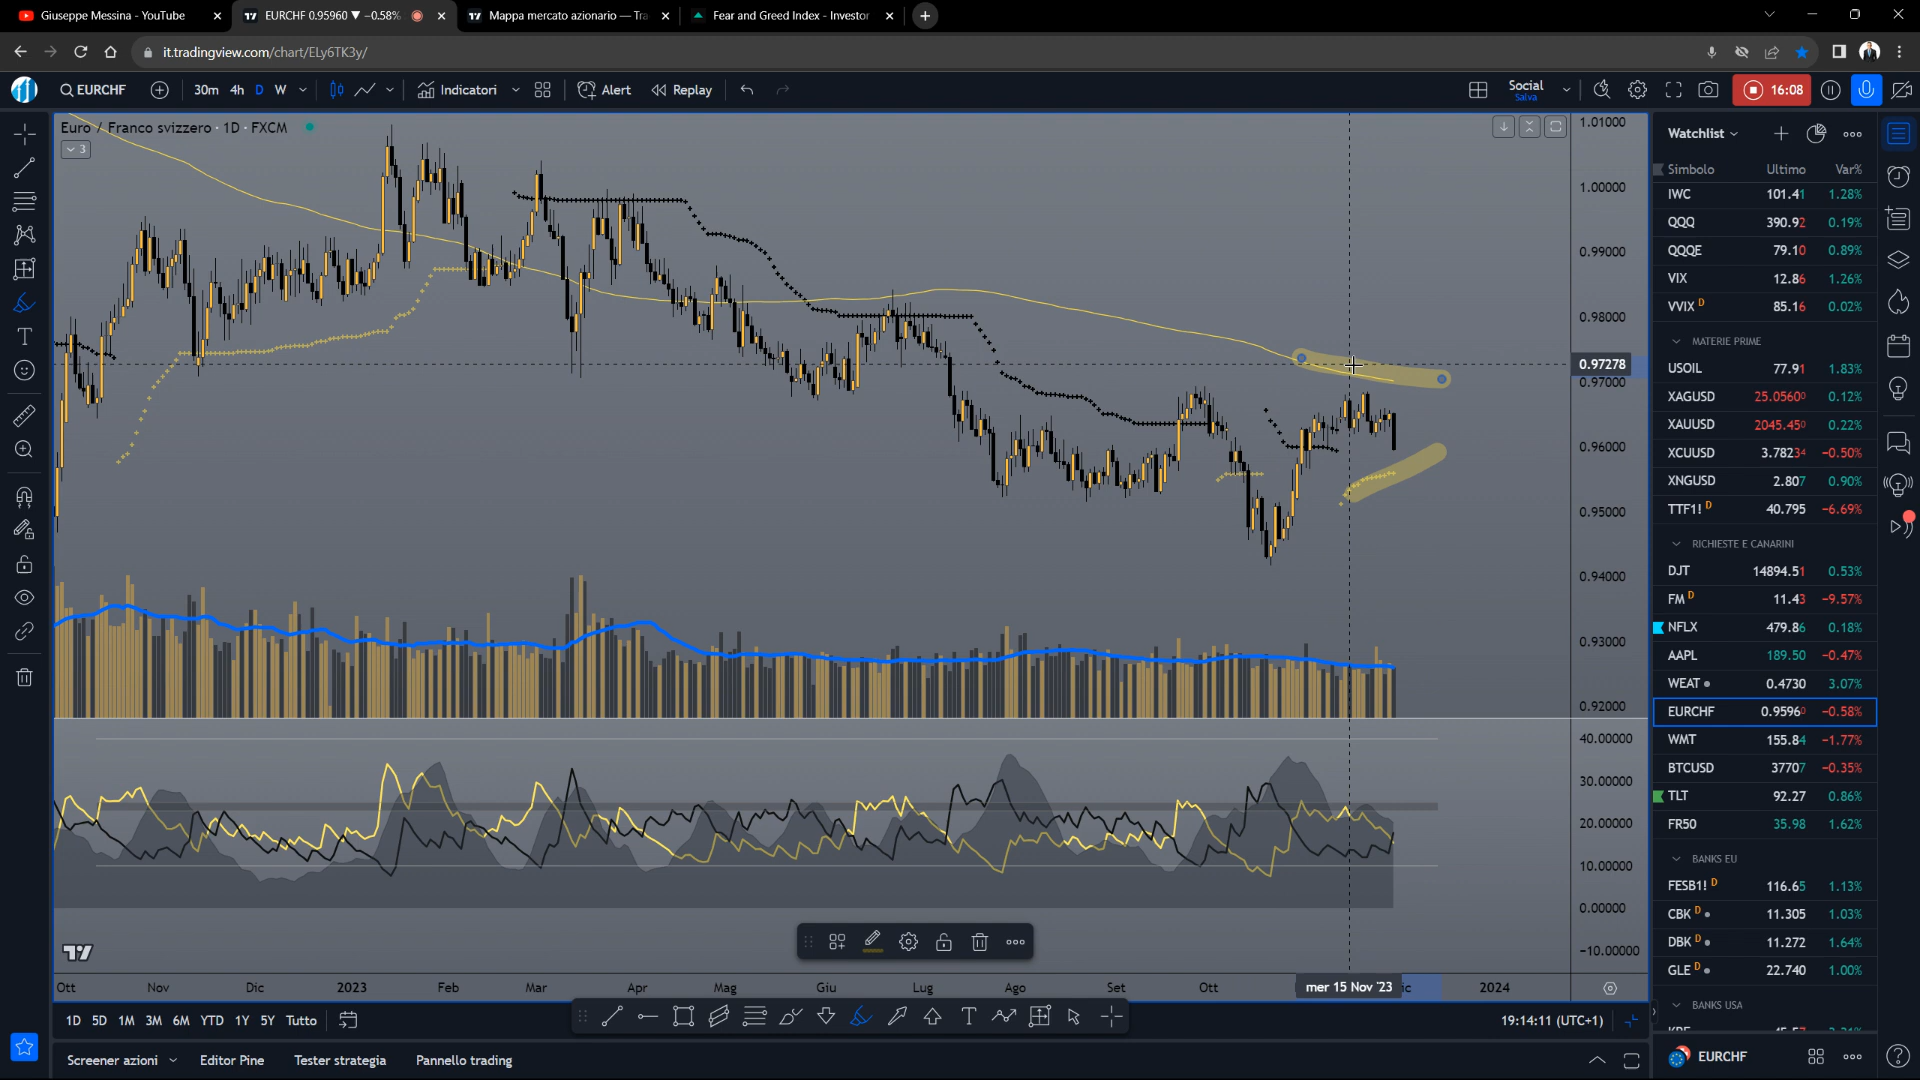 Giuseppe Messina - YouTube
EURCHF 0.95960 ▼ −0.58%
Mappa mercato azionario — Tra
Fear and Greed Index - Investor
it.tradingview.com/chart/ELy6TK3y/
EURCHF
30m 4h D W
Indicatori
Alert
Replay
Social
Salva
16:08
Euro / Franco svizzero · 1D · FXCM
3
1.01000
1.00000
0.99000
0.98000
0.97278
0.97000
0.96000
0.95000
0.94000
0.93000
0.92000
40.00000
30.00000
20.00000
10.00000
0.00000
−10.00000
Watchlist
Simbolo Ultimo Var%
IWC 101.41 1.28%
QQQ 390.92 0.19%
QQQE 79.10 0.89%
VIX 12.86 1.26%
VVIX D 85.16 0.02%
MATERIE PRIME
USOIL 77.91 1.83%
XAGUSD 25.0560 0.12%
XAUUSD 2045.450 0.22%
XCUUSD 3.78234 −0.50%
XNGUSD 2.807 0.90%
TTF1! D 40.795 −6.69%
RICHIESTE E CANARINI
DJT 14894.51 0.53%
FM D 11.43 −9.57%
NFLX 479.86 0.18%
AAPL 189.50 −0.47%
WEAT 0.4730 3.07%
EURCHF 0.95960 −0.58%
WMT 155.84 −1.77%
BTCUSD 37707 −0.35%
TLT 92.27 0.86%
FR50 35.98 1.62%
BANKS EU
FESB1! D 116.65 1.13%
CBK D 11.305 1.03%
DBK D 11.272 1.64%
GLE D 22.740 1.00%
BANKS USA
Ott Nov Dic 2023 Feb Mar Apr Mag Giu Lug Ago Set Ott mer 15 Nov '23 ic 2024
1D 5D 1M 3M 6M YTD 1Y 5Y Tutto
19:14:11 (UTC+1)
Screener azioni
Editor Pine
Tester strategia
Pannello trading
EURCHF